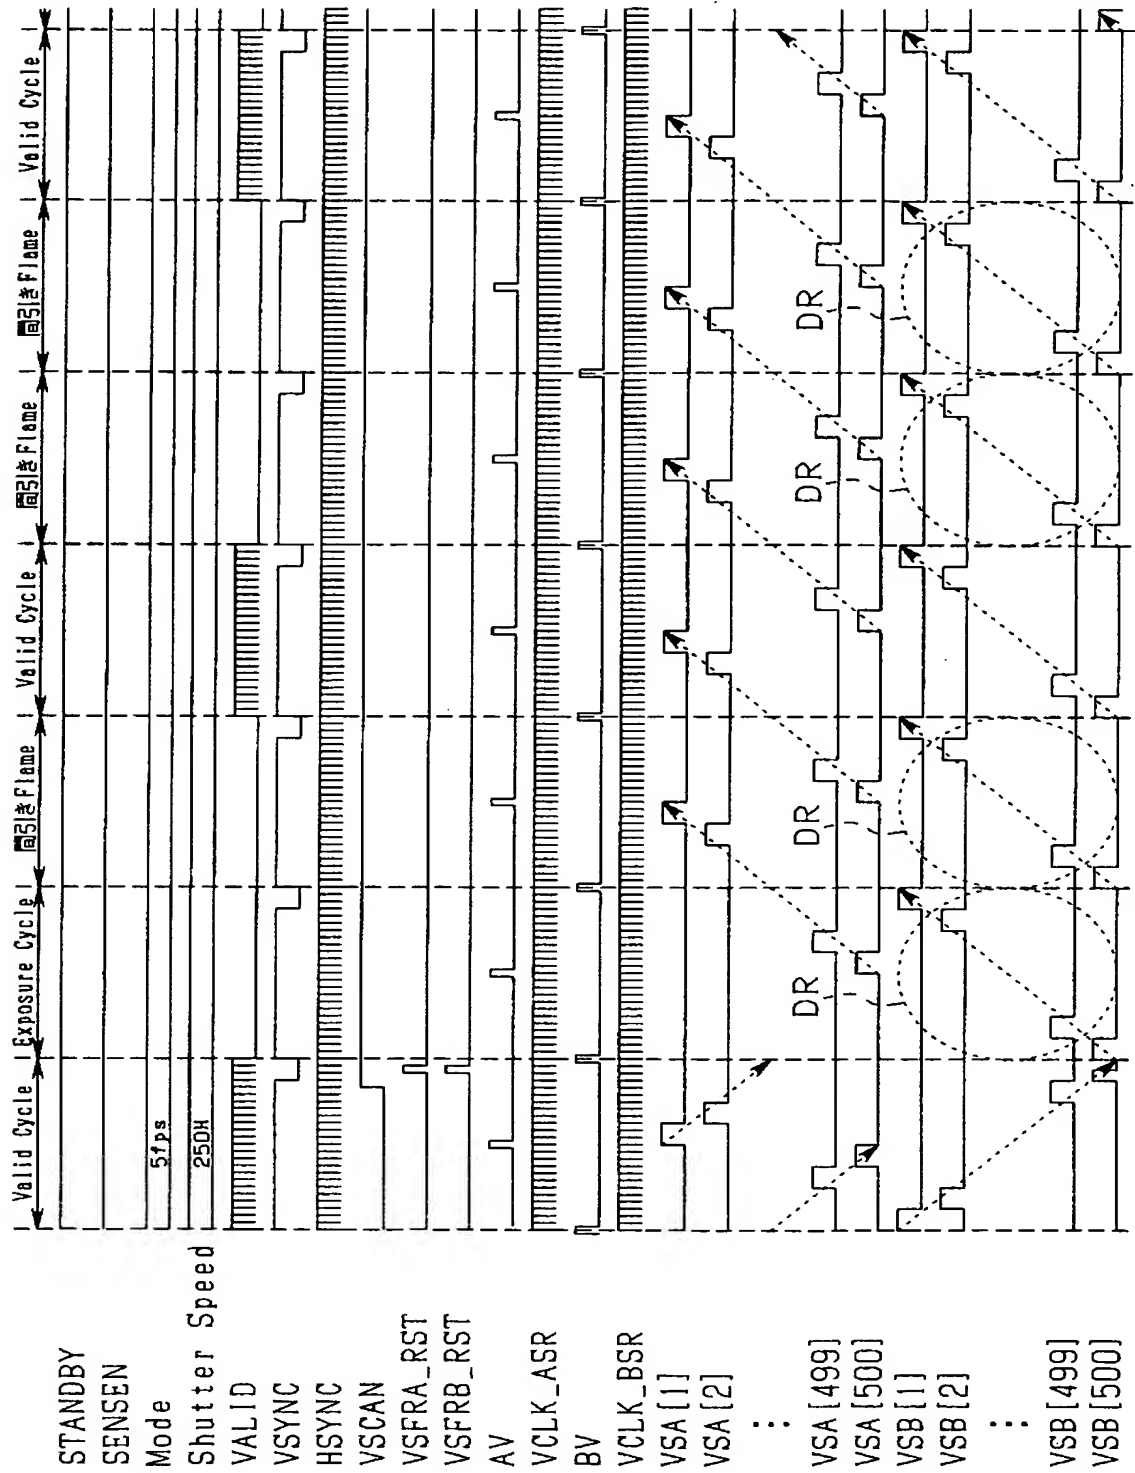 Valid Cycle
Exposure Cycle
間引きFlame
Valid Cycle
間引きFlame
間引きFlame
Valid Cycle
STANDBY
SENSEN
Mode
5fps
Shutter Speed
250H
VALID
VSYNC
HSYNC
VSCAN
VSFRA_RST
VSFRB_RST
AV
VCLK_ASR
BV
VCLK_BSR
VSA[1]
VSA[2]
⋮
VSA[499]
DR
DR
DR
DR
VSA[500]
VSB[1]
VSB[2]
⋮
VSB[499]
VSB[500]